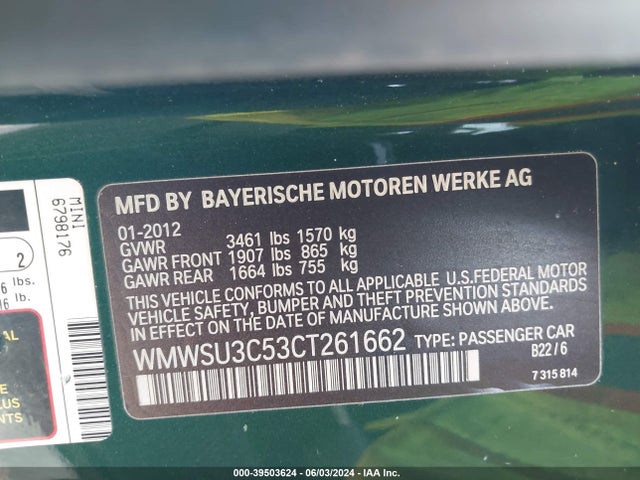 MFD BY BAYERISCHE MOTOREN WERKE AG
01-2012
GVWR 3461 lbs 1570 kg
GAWR FRONT 1907 lbs 865 kg
GAWR REAR 1664 lbs 755 kg
THIS VEHICLE CONFORMS TO ALL APPLICABLE U.S.FEDERAL MOTOR
VEHICLE SAFETY, BUMPER AND THEFT PREVENTION STANDARDS
IN EFFECT ON THE DATE OF MANUFACTURE SHOWN ABOVE.
WMWSU3C53CT261662 TYPE: PASSENGER CAR
B22/6
7 315 814
MINI
6798176
2
lbs.
lb.
000-39503624 - 06/03/2024 - IAA Inc.